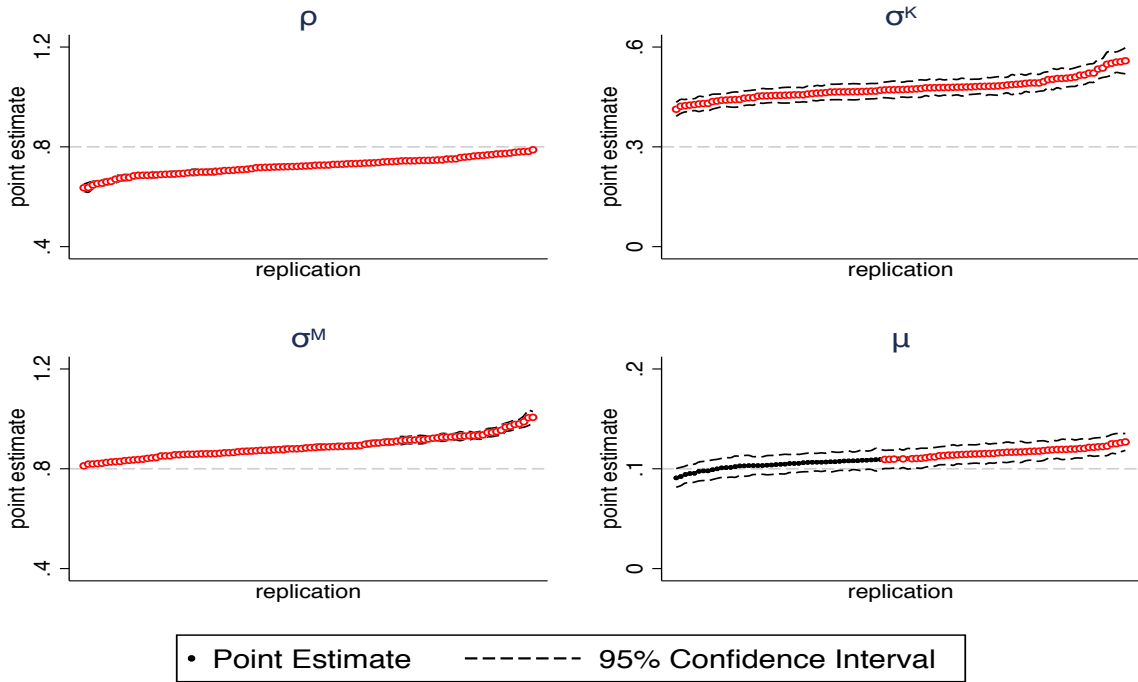 ρ
1.2
.8
.4
point estimate
replication
σᴷ
.6
.3
0
point estimate
replication
σᴹ
1.2
.8
.4
point estimate
replication
μ
.2
.1
0
point estimate
replication
Point Estimate
95% Confidence Interval